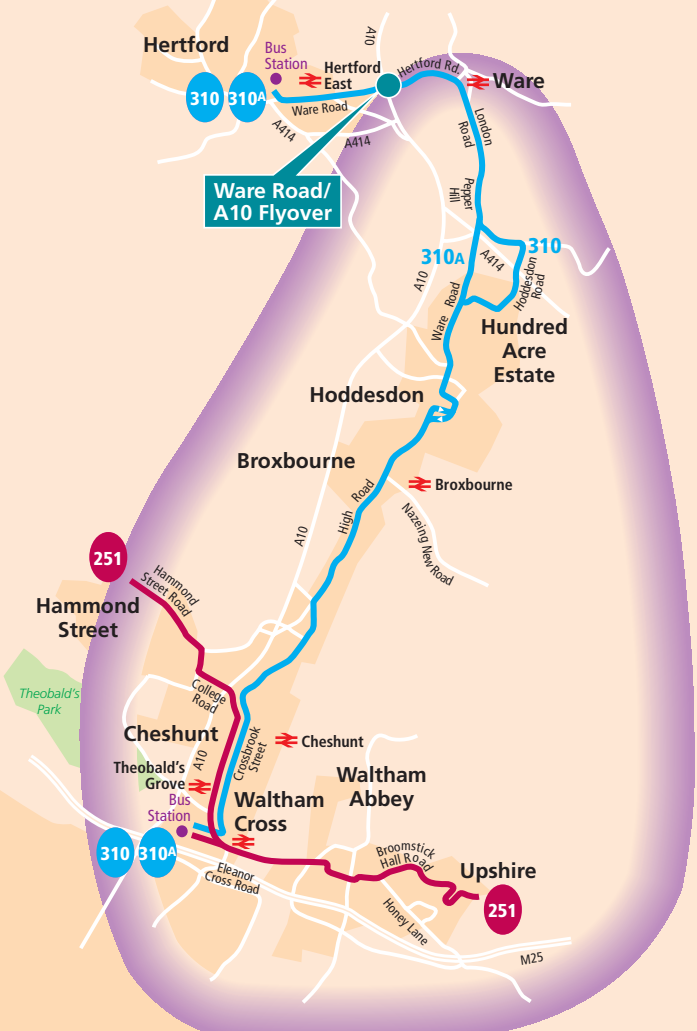 Hertford
Bus
Station
Hertford
East
310
310A
Ware Road
A414
A414
A10
Hertford Rd.
Ware
London
Road
Ware Road/
A10 Flyover
Pepper
Hill
310A
310
A414
Hoddesdon
Road
A10
Ware Road
Hundred
Acre
Estate
Hoddesdon
Broxbourne
Broxbourne
High Road
Nazeing New Road
A10
251
Hammond
Street Road
Hammond
Street
Theobald's
Park
College
Road
Cheshunt
A10
Crossbrook
Street
Cheshunt
Theobald's
Grove
Bus
Station
Waltham
Cross
Waltham
Abbey
310
310A
Eleanor
Cross Road
Broomstick
Hall Road
Upshire
251
Honey Lane
M25